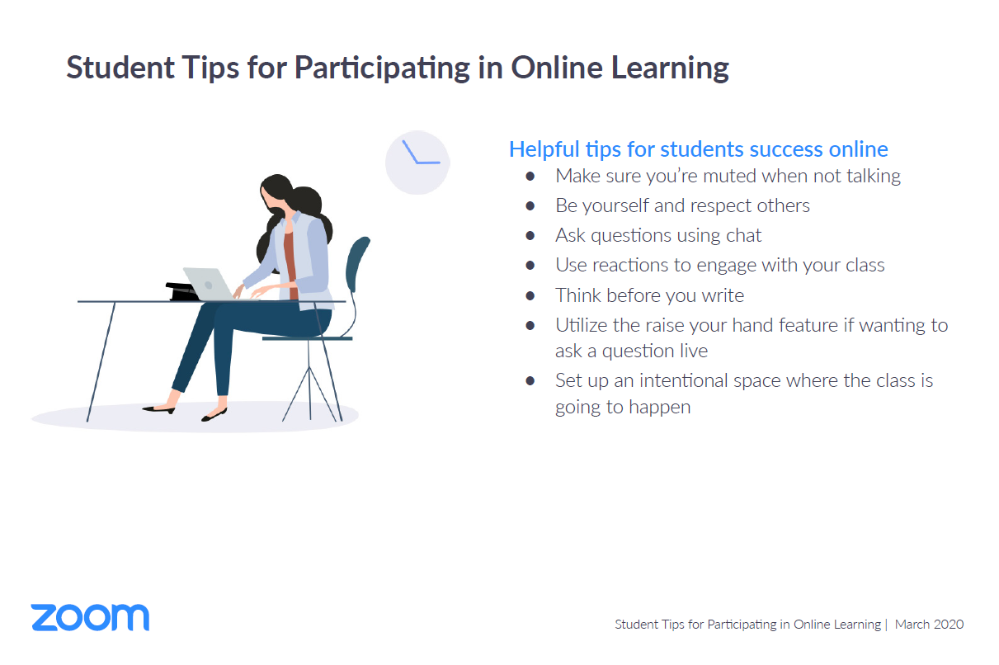 Student Tips for Participating in Online Learning
Helpful tips for students success online
● Make sure you’re muted when not talking
● Be yourself and respect others
● Ask questions using chat
● Use reactions to engage with your class
● Think before you write
● Utilize the raise your hand feature if wanting to
ask a question live
● Set up an intentional space where the class is
going to happen
zoom
Student Tips for Participating in Online Learning | March 2020